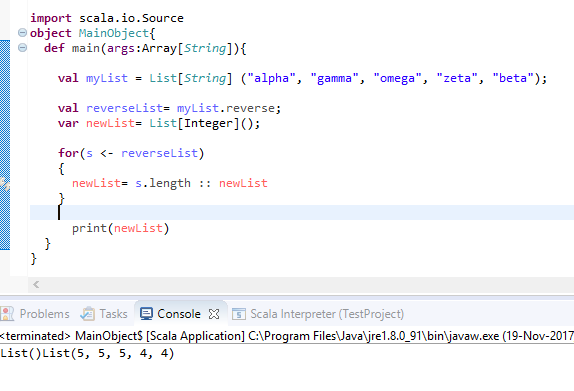 import scala.io.Source
object MainObject{
def main(args:Array[String]){
val myList = List[String] ("alpha", "gamma", "omega", "zeta", "beta");
val reverseList= myList.reverse;
var newList= List[Integer]();
for(s <- reverseList)
{
newList= s.length :: newList
}
print(newList)
}
}
Problems Tasks Console Scala Interpreter (TestProject)
<terminated> MainObject$ [Scala Application] C:\Program Files\Java\jre1.8.0_91\bin\javaw.exe (19-Nov-2017
List()List(5, 5, 5, 4, 4)